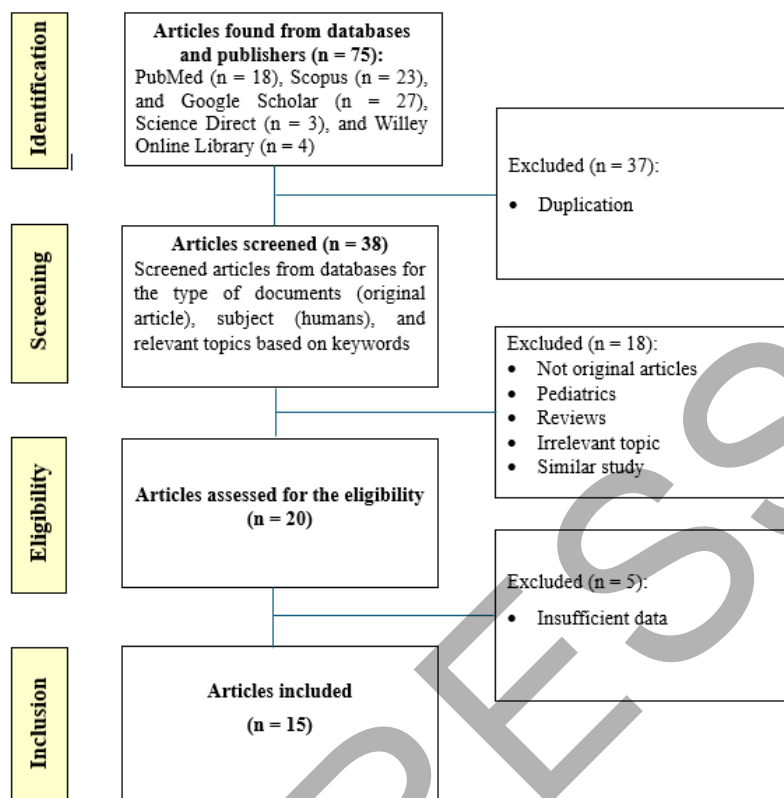 Identification
Articles found from databases
and publishers (n = 75):
PubMed (n = 18), Scopus (n = 23),
and Google Scholar (n = 27),
Science Direct (n = 3), and Willey
Online Library (n = 4)
Excluded (n = 37):
• Duplication
Screening
Articles screened (n = 38)
Screened articles from databases for
the type of documents (original
article), subject (humans), and
relevant topics based on keywords
Excluded (n = 18):
• Not original articles
• Pediatrics
• Reviews
• Irrelevant topic
• Similar study
Eligibility
Articles assessed for the eligibility
(n = 20)
Excluded (n = 5):
• Insufficient data
Inclusion
Articles included
(n = 15)
PRESS